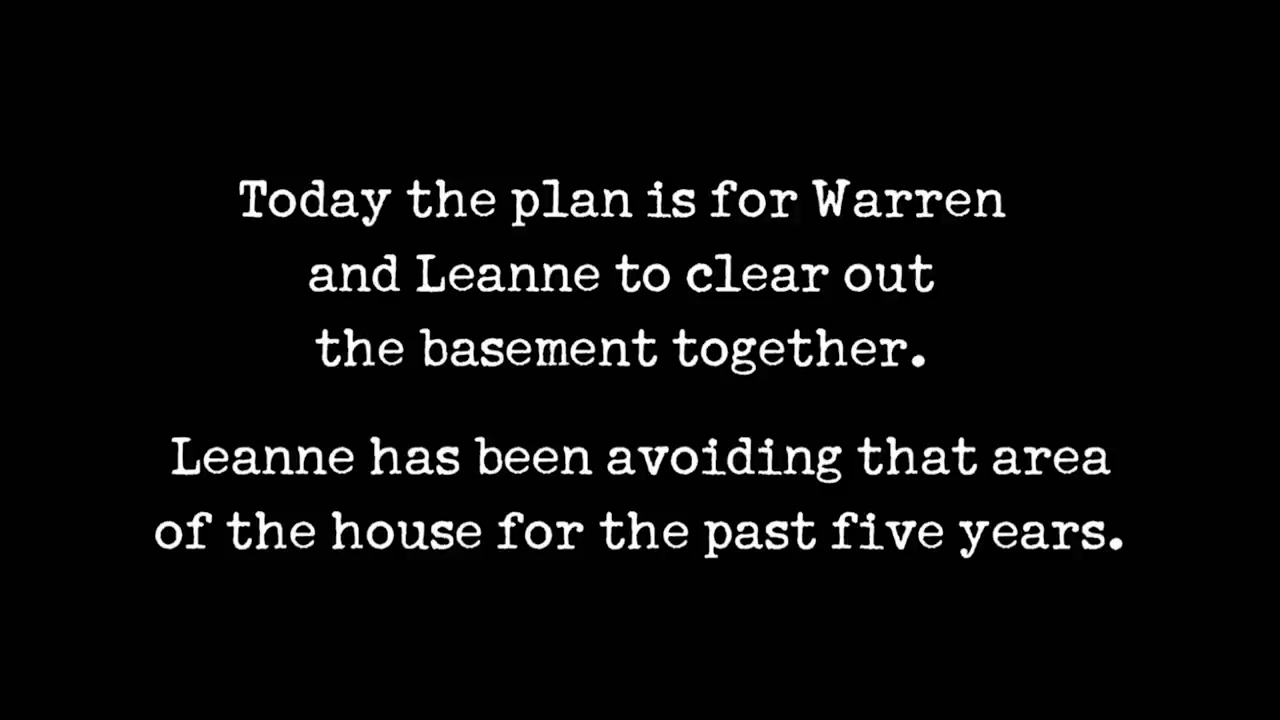 Today the plan is for Warren
and Leanne to clear out
the basement together.
Leanne has been avoiding that area
of the house for the past five years.